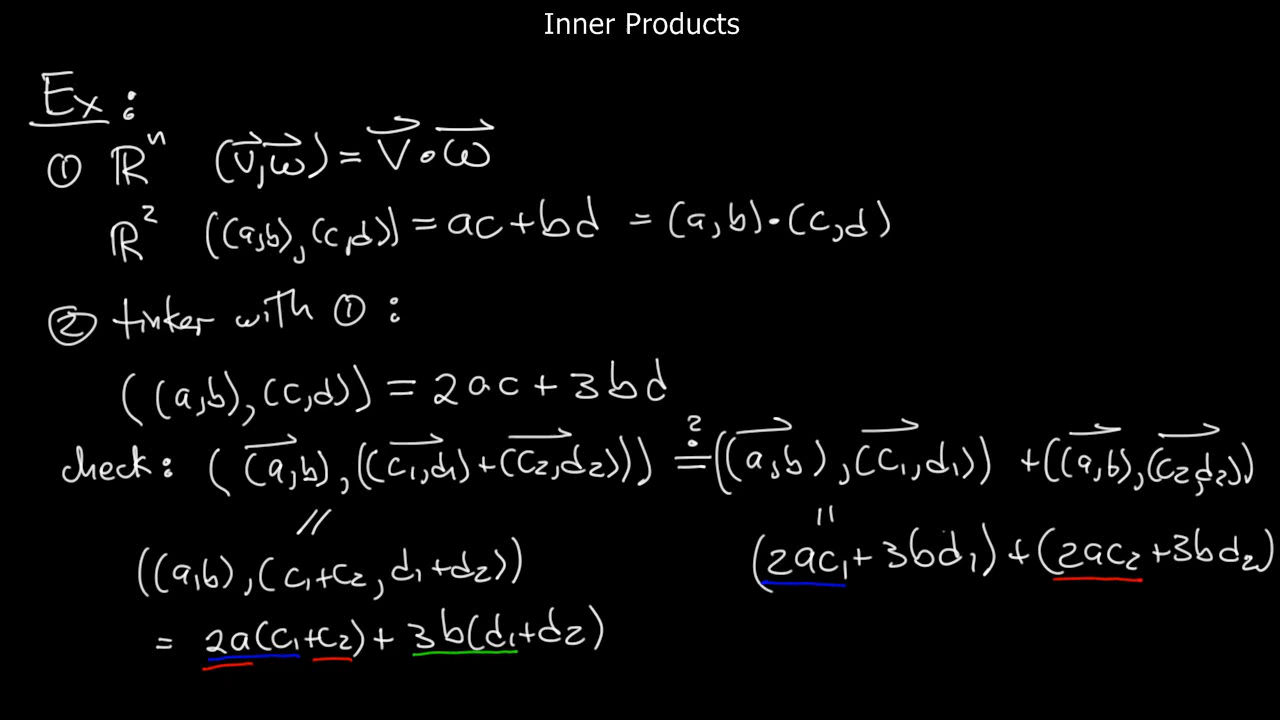 Inner Products
Ex:
① ℝⁿ (v⃗,ω⃗) = v⃗•ω⃗
ℝ² ((a,b),(c,d)) = ac+bd = (a,b)•(c,d)
② tinker with ①:
((a,b),(c,d)) = 2ac + 3bd
check: ((a,b)⃗,((c₁,d₁)⃗+(c₂,d₂)⃗)) ≟ ((a,b)⃗,(c₁,d₁)⃗) + ((a,b)⃗,(c₂,d₂)⃗)
// ||
((a,b),(c₁+c₂,d₁+d₂)) (2ac₁+3bd₁)+(2ac₂+3bd₂)
= 2a(c₁+c₂)+3b(d₁+d₂)